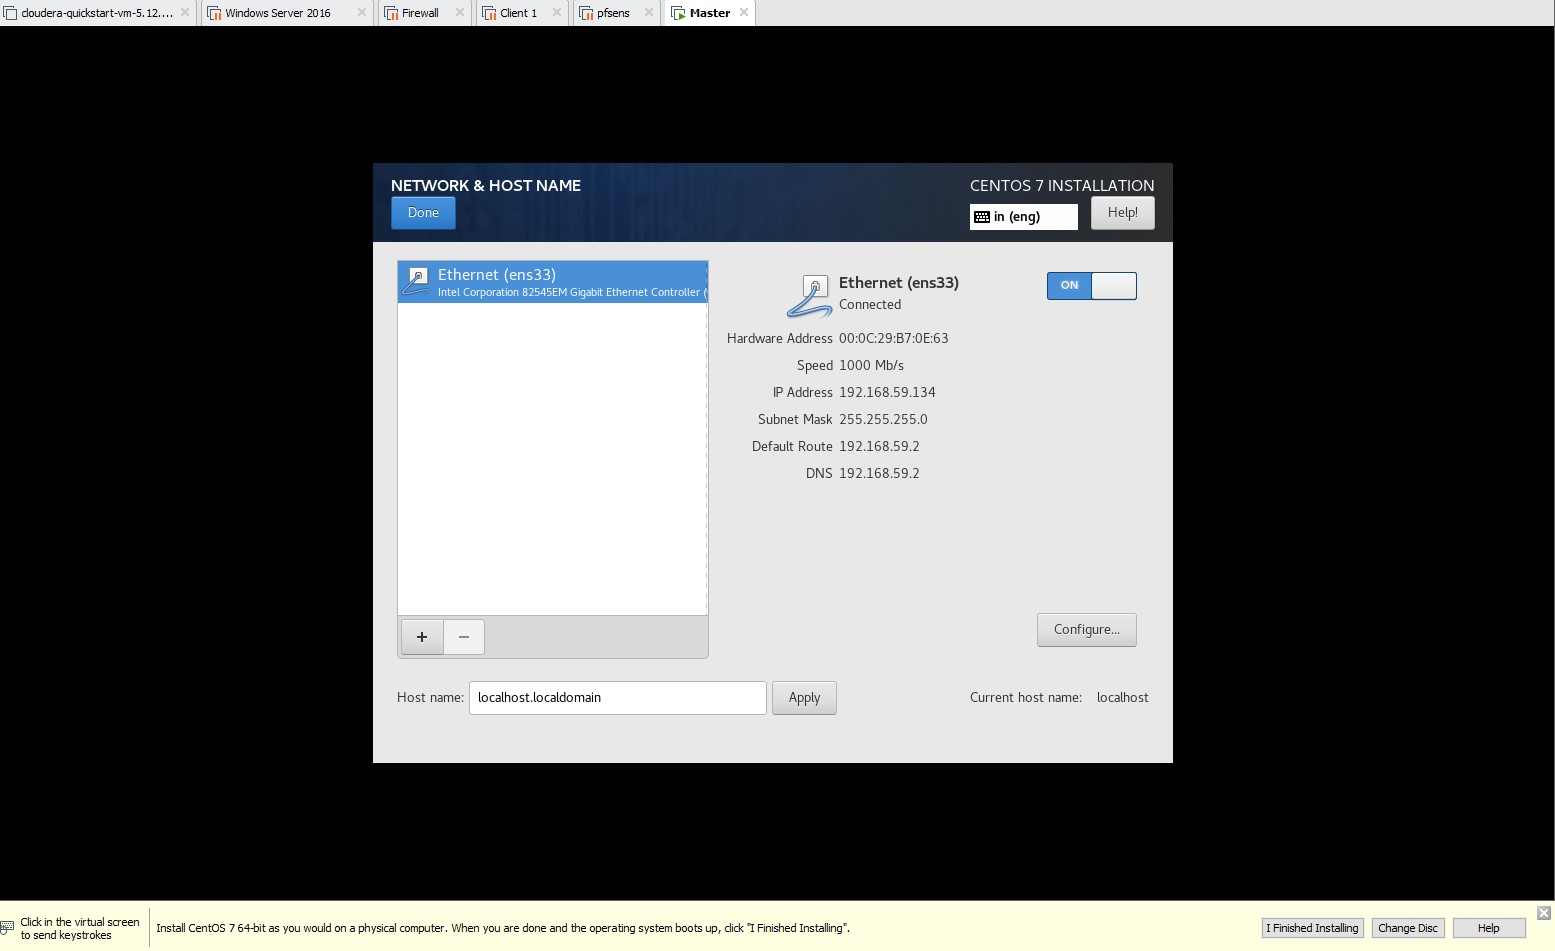 cloudera-quickstart-vm-5.12....
Windows Server 2016
Firewall
Client 1
pfsens
Master
NETWORK & HOST NAME
CENTOS 7 INSTALLATION
Done
in (eng)
Help!
Ethernet (ens33)
Intel Corporation 82545EM Gigabit Ethernet Controller (
Ethernet (ens33)
Connected
ON
Hardware Address 00:0C:29:B7:0E:63
Speed 1000 Mb/s
IP Address 192.168.59.134
Subnet Mask 255.255.255.0
Default Route 192.168.59.2
DNS 192.168.59.2
+ −
Configure...
Host name: localhost.localdomain Apply
Current host name: localhost
Click in the virtual screen
to send keystrokes
Install CentOS 7 64-bit as you would on a physical computer. When you are done and the operating system boots up, click "I Finished Installing".
I Finished Installing
Change Disc
Help